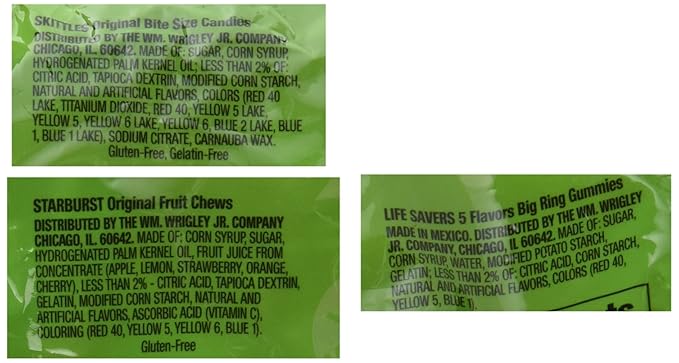 SKITTLES Original Bite Size Candies
DISTRIBUTED BY THE WM. WRIGLEY JR. COMPANY
CHICAGO, IL. 60642. MADE OF: SUGAR, CORN SYRUP,
HYDROGENATED PALM KERNEL OIL; LESS THAN 2% OF:
CITRIC ACID, TAPIOCA DEXTRIN, MODIFIED CORN STARCH,
NATURAL AND ARTIFICIAL FLAVORS, COLORS (RED 40
LAKE, TITANIUM DIOXIDE, RED 40, YELLOW 5 LAKE,
YELLOW 5, YELLOW 6 LAKE, YELLOW 6, BLUE 2 LAKE, BLUE
1, BLUE 1 LAKE), SODIUM CITRATE, CARNAUBA WAX.
Gluten-Free, Gelatin-Free
STARBURST Original Fruit Chews
DISTRIBUTED BY THE WM. WRIGLEY JR. COMPANY
CHICAGO, IL. 60642. MADE OF: CORN SYRUP, SUGAR,
HYDROGENATED PALM KERNEL OIL, FRUIT JUICE FROM
CONCENTRATE (APPLE, LEMON, STRAWBERRY, ORANGE,
CHERRY), LESS THAN 2% - CITRIC ACID, TAPIOCA DEXTRIN,
GELATIN, MODIFIED CORN STARCH, NATURAL AND
ARTIFICIAL FLAVORS, ASCORBIC ACID (VITAMIN C),
COLORING (RED 40, YELLOW 5, YELLOW 6, BLUE 1).
Gluten-Free
LIFE SAVERS 5 Flavors Big Ring Gummies
MADE IN MEXICO. DISTRIBUTED BY THE WM. WRIGLEY
JR. COMPANY, CHICAGO, IL 60642. MADE OF: SUGAR,
CORN SYRUP, WATER, MODIFIED POTATO STARCH,
GELATIN; LESS THAN 2% OF: CITRIC ACID, CORN STARCH,
NATURAL AND ARTIFICIAL FLAVORS, COLORS (RED 40,
YELLOW 5, BLUE 1).